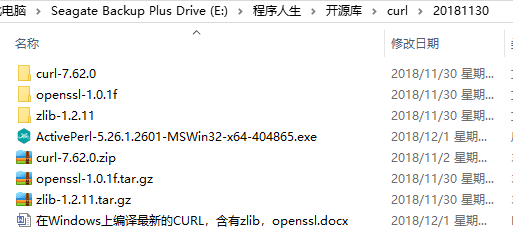 电脑 › Seagate Backup Plus Drive (E:) › 程序人生 › 开源库 › curl › 20181130
名称 修改日期
curl-7.62.0 2018/11/30 星期...
openssl-1.0.1f 2018/11/30 星期...
zlib-1.2.11 2018/11/30 星期...
ActivePerl-5.26.1.2601-MSWin32-x64-404865.exe 2018/12/1 星期...
curl-7.62.0.zip 2018/11/2 星期...
openssl-1.0.1f.tar.gz 2018/11/30 星期...
zlib-1.2.11.tar.gz 2018/11/30 星期...
在Windows上编译最新的CURL，含有zlib，openssl.docx 2018/12/1 星期...